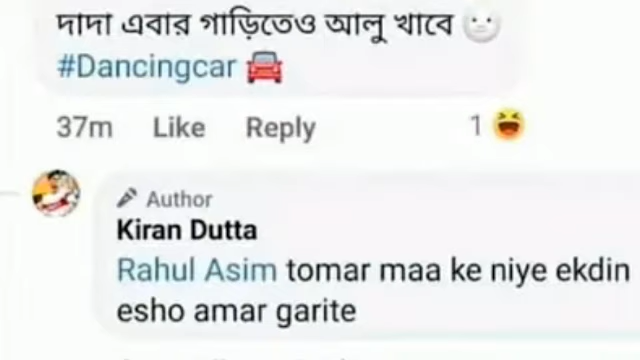 দাদা এবার গাড়িতেও আলু খাবে 🌝
#Dancingcar 🚘
37m Like Reply 1 😆
Author
Kiran Dutta
Rahul Asim tomar maa ke niye ekdin
esho amar garite